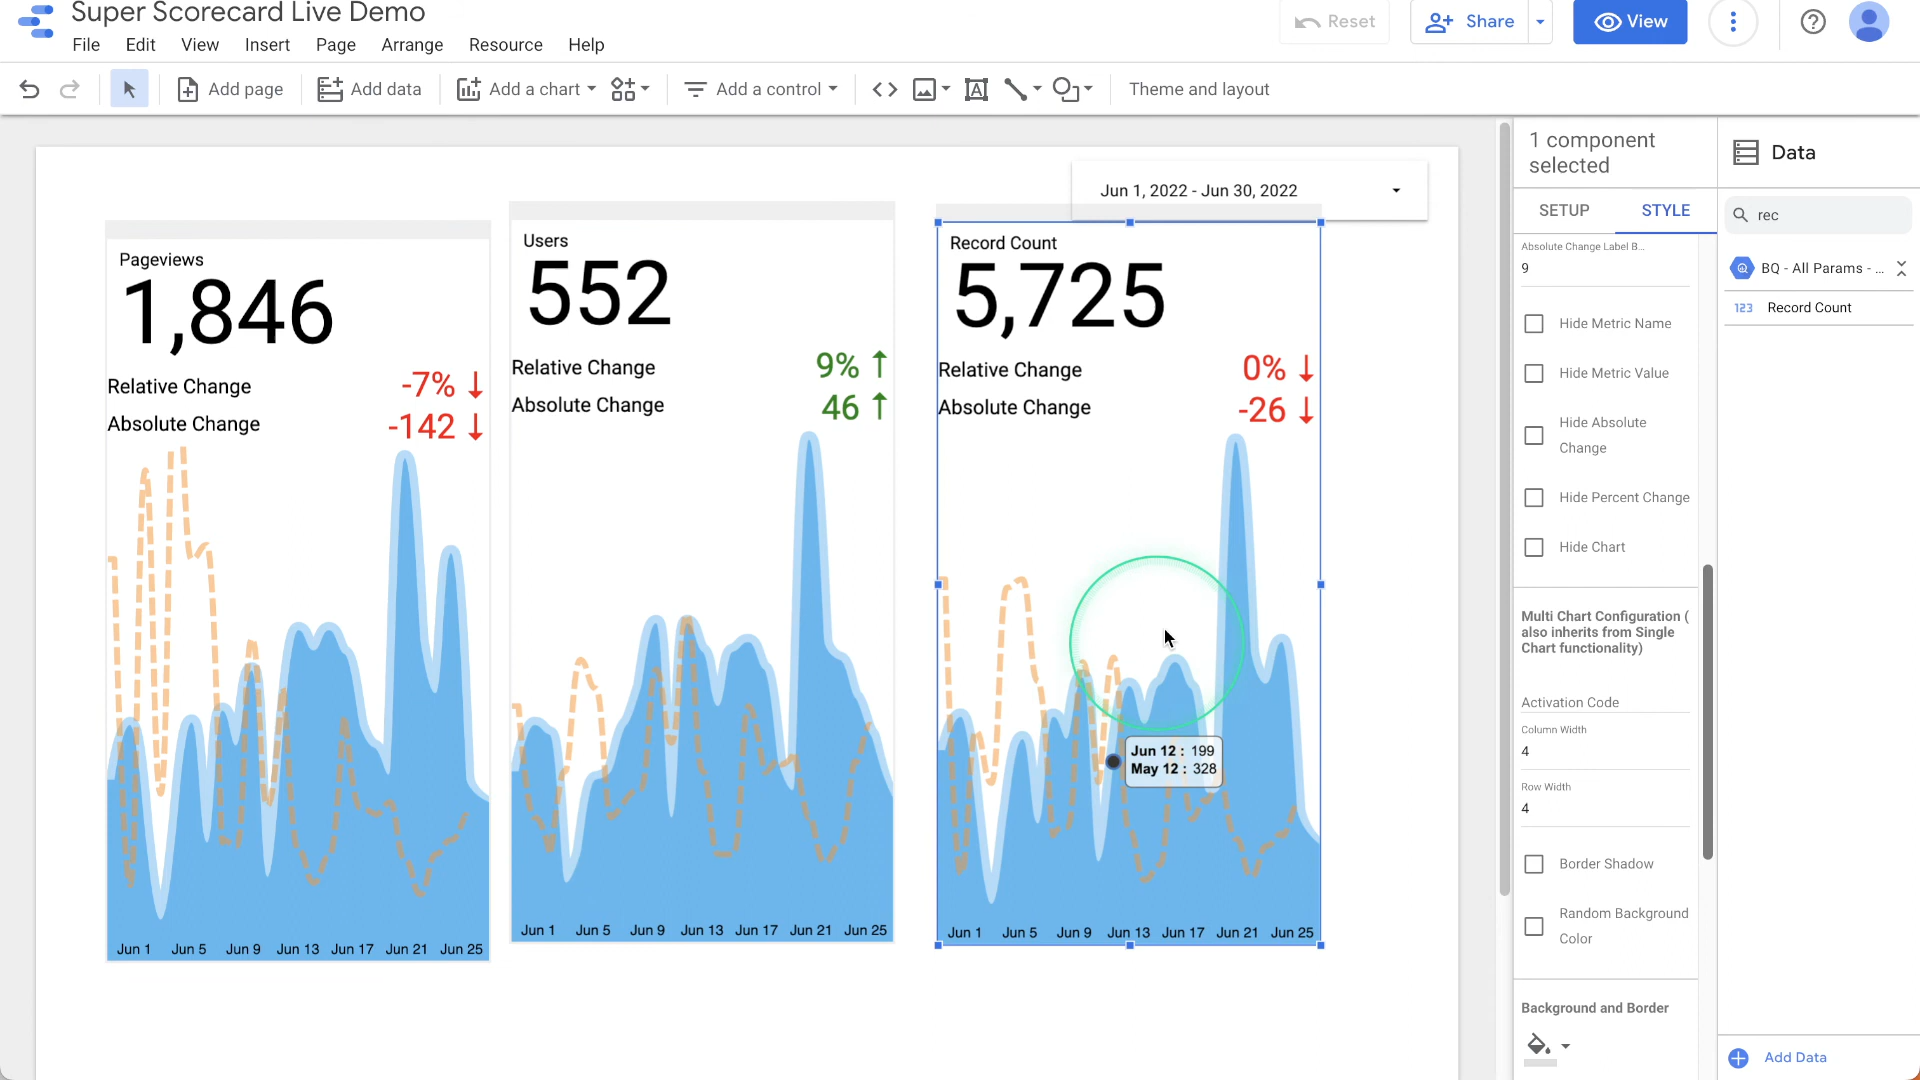 Super Scorecard Live Demo
File Edit View Insert Page Arrange Resource Help
Reset
Share
View
Add page
Add data
Add a chart
Add a control
Theme and layout
Jun 1, 2022 - Jun 30, 2022
Pageviews
1,846
Relative Change
-7% ↓
Absolute Change
-142 ↓
Jun 1 Jun 5 Jun 9 Jun 13 Jun 17 Jun 21 Jun 25
Users
552
Relative Change
9% ↑
Absolute Change
46 ↑
Jun 1 Jun 5 Jun 9 Jun 13 Jun 17 Jun 21 Jun 25
Record Count
5,725
Relative Change
0% ↓
Absolute Change
-26 ↓
Jun 12 : 199
May 12 : 328
Jun 1 Jun 5 Jun 9 Jun 13 Jun 17 Jun 21 Jun 25
1 component
selected
SETUP STYLE
Absolute Change Label B...
9
Hide Metric Name
Hide Metric Value
Hide Absolute
Change
Hide Percent Change
Hide Chart
Multi Chart Configuration (
also inherits from Single
Chart functionality)
Activation Code
Column Width
4
Row Width
4
Border Shadow
Random Background
Color
Background and Border
Data
rec
BQ - All Params - ...
123 Record Count
Add Data